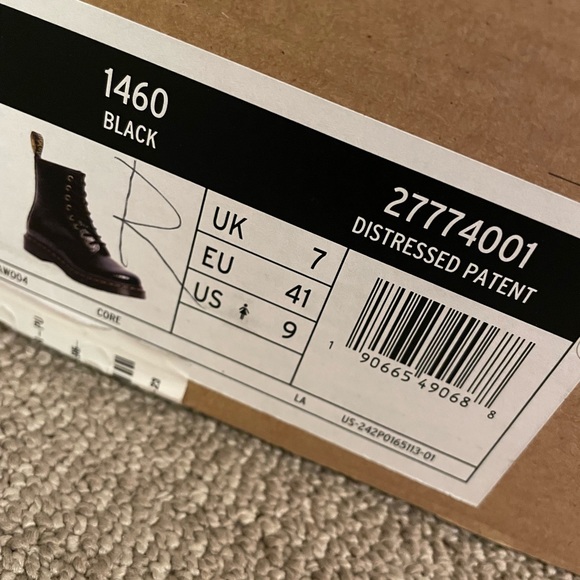 1460
BLACK
27774001
DISTRESSED PATENT
R
UK 7
EU 41
US 9
1 90665 49068 8
CORE
LA
US-242P0165113-01
25